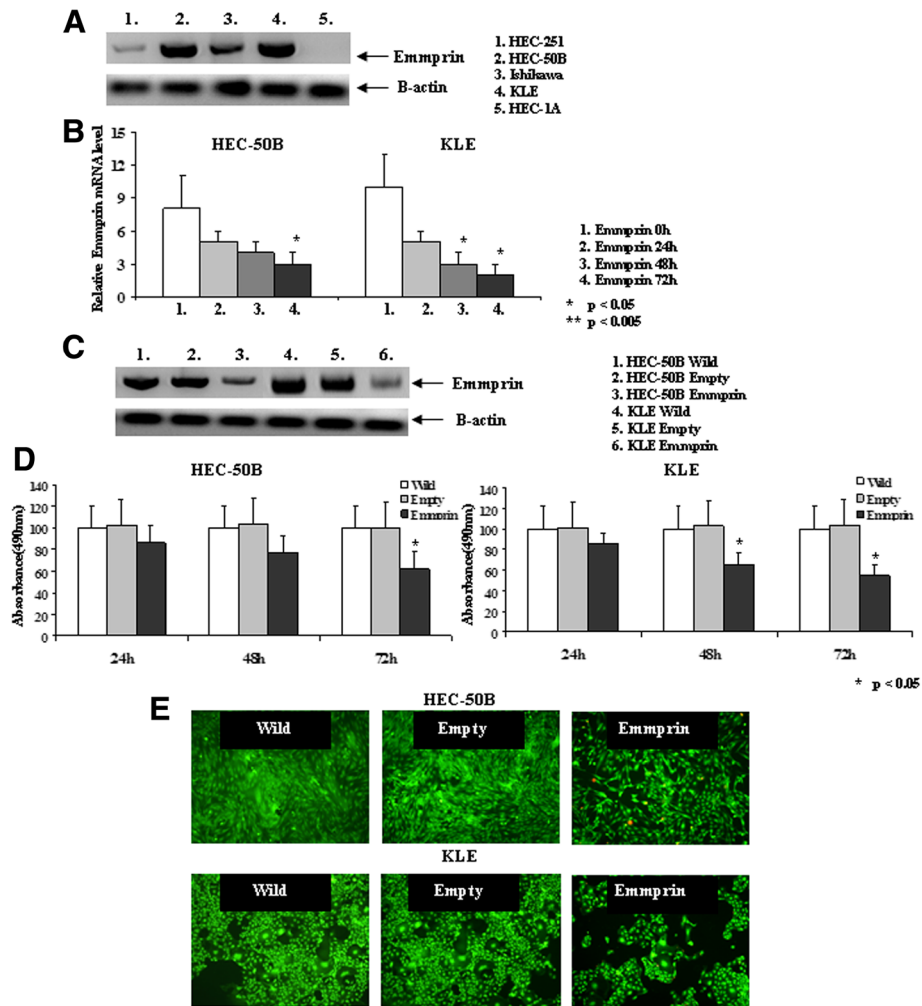 A
1. 2. 3. 4. 5.
Emmprin
B-actin
1. HEC-251
2. HEC-50B
3. Ishikawa
4. KLE
5. HEC-1A
B
HEC-50B KLE
Relative Emmprin mRNA level
15
12
9
6
3
0
* * *
1. 2. 3. 4. 1. 2. 3. 4.
1. Emmprin 0h
2. Emmprin 24h
3. Emmprin 48h
4. Emmprin 72h
* p < 0.05
** p < 0.005
C
1. 2. 3. 4. 5. 6.
Emmprin
B-actin
1. HEC-50B Wild
2. HEC-50B Empty
3. HEC-50B Emmprin
4. KLE Wild
5. KLE Empty
6. KLE Emmprin
D
HEC-50B
Absorbance(490nm)
140
120
100
80
60
40
20
0
Wild
Empty
Emmprin
*
24h 48h 72h
KLE
Absorbance(490nm)
140
120
100
80
60
40
20
0
Wild
Empty
Emmprin
* *
24h 48h 72h
* p < 0.05
E
HEC-50B
Wild Empty Emmprin
KLE
Wild Empty Emmprin